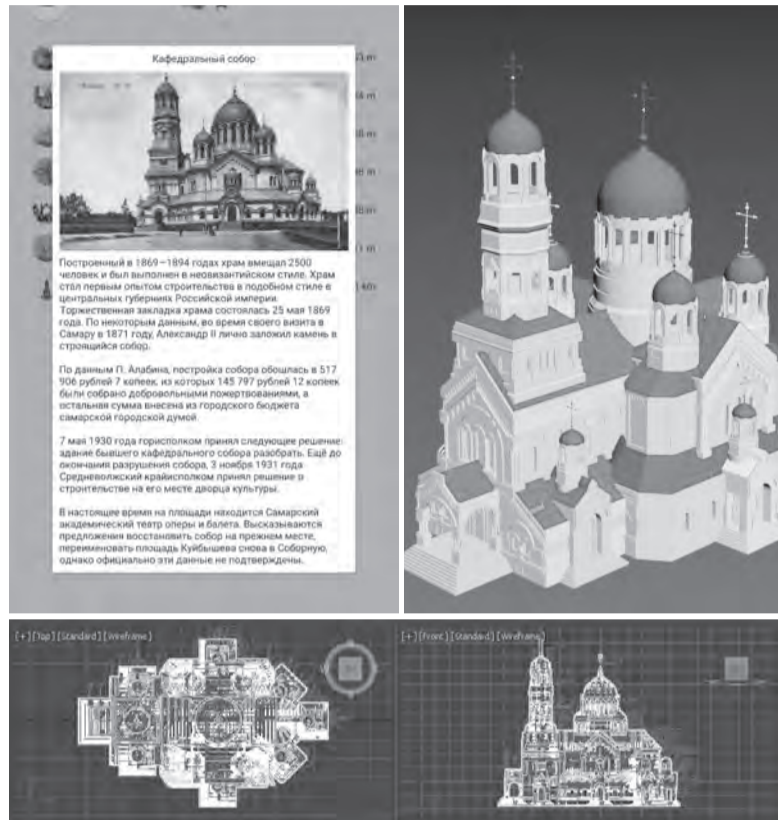 Кафедральный собор
Построенный в 1869–1894 годах храм вмещал 2500
человек и был выполнен в неовизантийском стиле. Храм
стал первым опытом строительства в подобном стиле в
центральных губерниях Российской империи.
Торжественная закладка храма состоялась 25 мая 1869
года. По некоторым данным, во время своего визита в
Самару в 1871 году, Александр II лично заложил камень в
строящийся собор.
По данным П. Алабина, постройка собора обошлась в 517
906 рублей 7 копеек, из которых 145 797 рублей 12 копеек
были собрано добровольными пожертвованиями, а
остальная сумма внесена из городского бюджета
самарской городской думой.
7 мая 1930 года горисполком принял следующее решение:
здание бывшего кафедрального собора разобрать. Ещё до
окончания разрушения собора, 3 ноября 1931 года
Средневолжский крайисполком принял решение о
строительстве на его месте дворца культуры.
В настоящее время на площади находится Самарский
академический театр оперы и балета. Высказываются
предложения восстановить собор на прежнем месте,
переименовать площадь Куйбышева снова в Соборную,
однако официально эти данные не подтверждены.
[+] [Top] [Standard] [Wireframe]
[+] [Front] [Standard] [Wireframe]